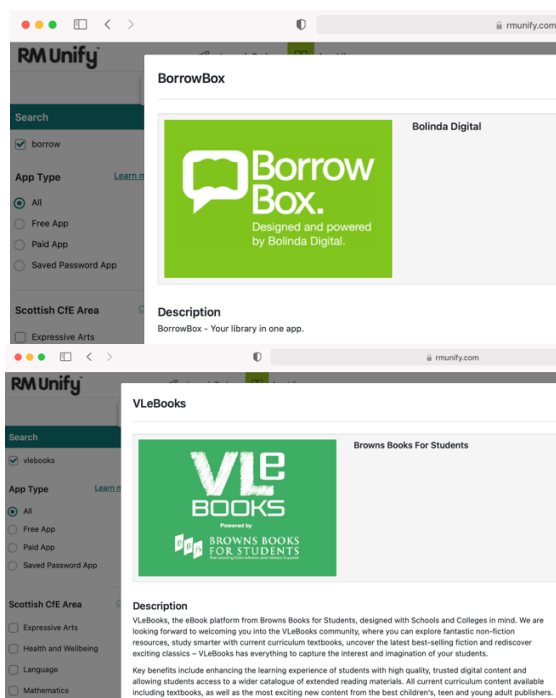 rmunify.com
RM Unify
BorrowBox
Search
borrow
App Type
Learn m
All
Free App
Paid App
Saved Password App
Scottish CfE Area
Expressive Arts
Borrow
Box.
Designed and powered
by Bolinda Digital.
Bolinda Digital
Description
BorrowBox - Your library in one app.
rmunify.com
RM Unify
VLeBooks
Search
vlebooks
App Type
Learn m
All
Free App
Paid App
Saved Password App
Scottish CfE Area
Expressive Arts
Health and Wellbeing
Language
Mathematics
VLe
BOOKS
Powered by
BROWNS BOOKS
FOR STUDENTS
Browns Books For Students
Description
VLeBooks, the eBook platform from Browns Books for Students, designed with Schools and Colleges in mind. We are
looking forward to welcoming you into the VLeBooks community, where you can explore fantastic non-fiction
resources, study smarter with current curriculum textbooks, uncover the latest best-selling fiction and rediscover
exciting classics – VLeBooks has everything to capture the interest and imagination of your students.
Key benefits include enhancing the learning experience of students with high quality, trusted digital content and
allowing students access to a wider catalogue of extended reading materials. All current curriculum content available
including textbooks, as well as the most exciting new content from the best children's, teen and young adult publishers.